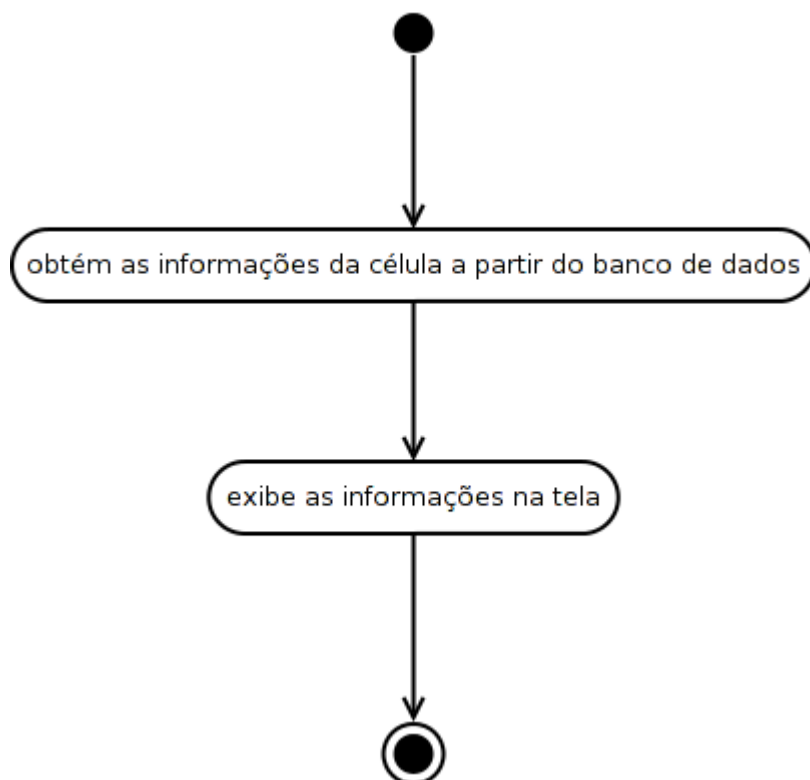 obtém as informações da célula a partir do banco de dados
exibe as informações na tela